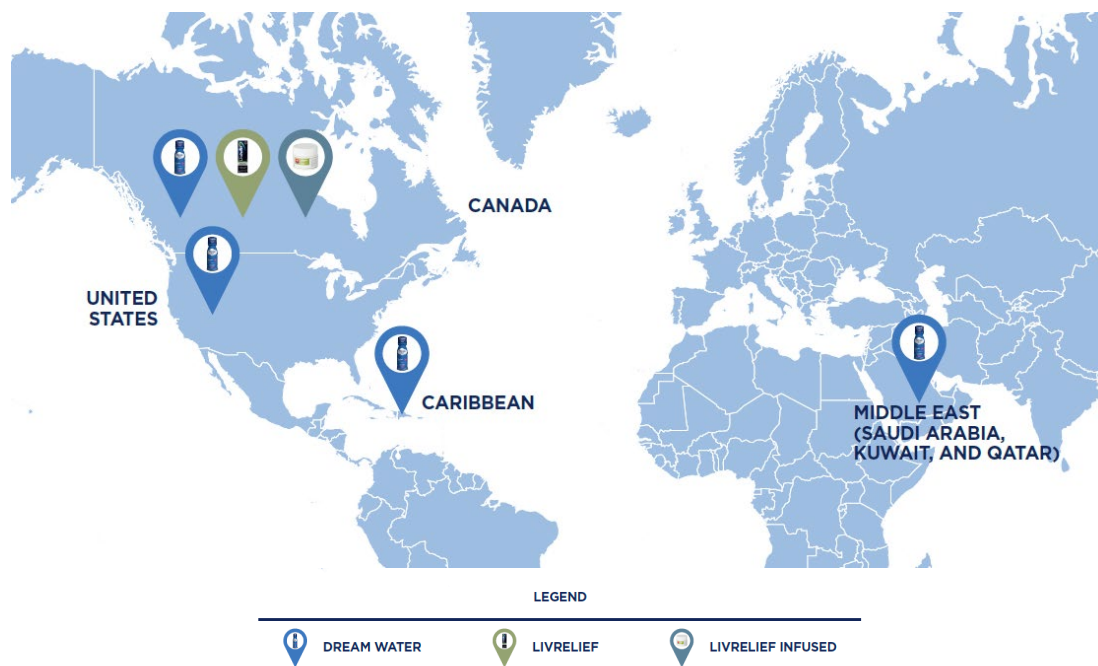 CANADA
UNITED
STATES
CARIBBEAN
MIDDLE EAST
(SAUDI ARABIA,
KUWAIT, AND QATAR)
LEGEND
DREAM WATER
LIVRELIEF
LIVRELIEF INFUSED